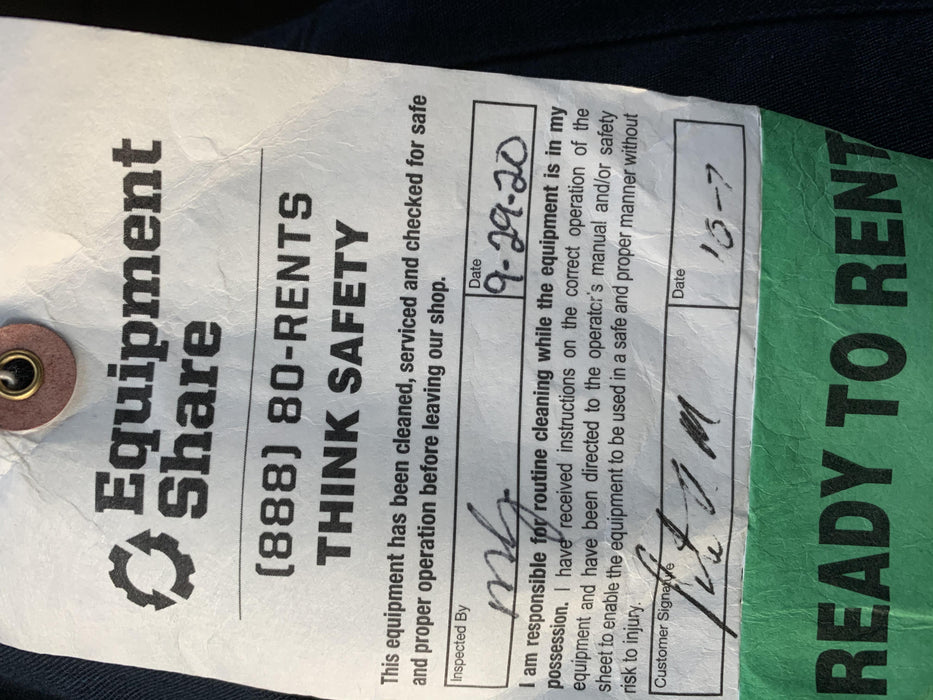 Equipment
Share
(888) 80-RENTS
THINK SAFETY
This equipment has been cleaned, serviced and checked for safe
and proper operation before leaving our shop.
Inspected By
Date
9-29-20
I am responsible for routine cleaning while the equipment is in my
possession. I have received instructions on the correct operation of the
equipment and have been directed to the operator's manual and/or safety
sheet to enable the equipment to be used in a safe and proper manner without
risk to injury.
Customer Signature
Date
10-7
READY TO RENT